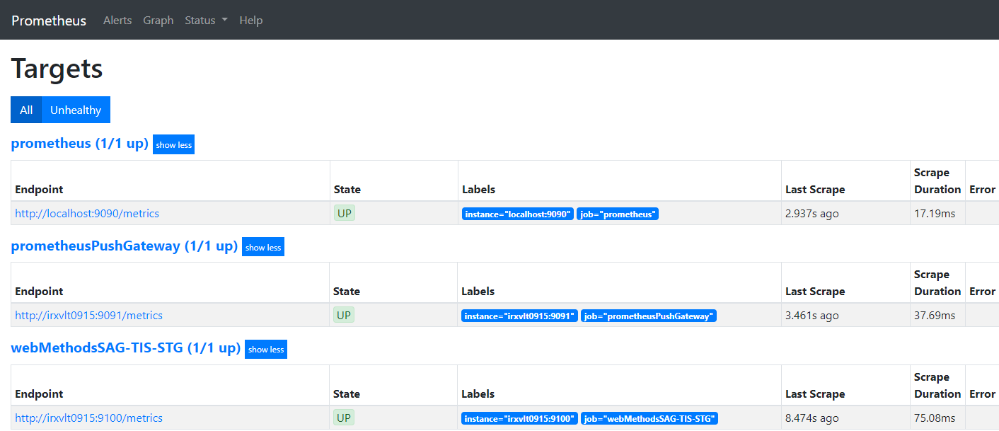 Prometheus Alerts Graph Status Help
Targets
All Unhealthy
prometheus (1/1 up) show less
Endpoint State Labels Last Scrape Scrape Duration Error
http://localhost:9090/metrics UP instance="localhost:9090" job="prometheus" 2.937s ago 17.19ms
prometheusPushGateway (1/1 up) show less
Endpoint State Labels Last Scrape Scrape Duration Error
http://irxvlt0915:9091/metrics UP instance="irxvlt0915:9091" job="prometheusPushGateway" 3.461s ago 37.69ms
webMethodsSAG-TIS-STG (1/1 up) show less
Endpoint State Labels Last Scrape Scrape Duration Error
http://irxvlt0915:9100/metrics UP instance="irxvlt0915:9100" job="webMethodsSAG-TIS-STG" 8.474s ago 75.08ms